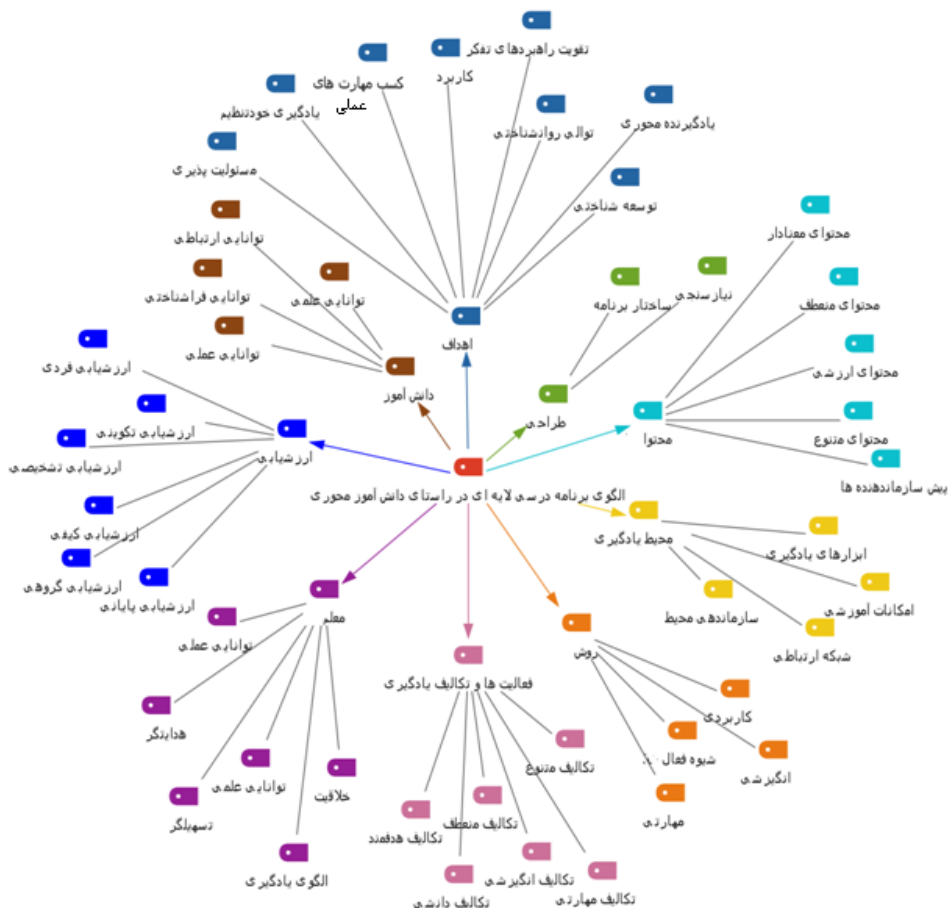 تقویت راهبردهای تفکر
کاربرد
کسب مهارت های
عملی
یادگیری خودتنظیم
توالی روانشناختی
یادگیرنده محوری
مسئولیت پذیری
توسعه شناختی
اهداف
توانایی ارتباطی
توانایی فراشناختی
توانایی علمی
توانایی عملی
دانش آموز
ساختار برنامه
نیازسنجی
طراحی
محتوای معنادار
محتوای منعطف
محتوای ارزشی
محتوای متنوع
پیش سازماندهنده ها
محتوا
ارزشیابی فردی
ارزشیابی تکوینی
ارزشیابی تشخیصی
ارزشیابی کیفی
ارزشیابی گروهی
ارزشیابی پایانی
ارزشیابی
الگوی برنامه درسی لایه ای در راستای دانش آموز محوری
محیط یادگیری
ابزارهای یادگیری
امکانات آموزشی
سازماندهی محیط
شبکه ارتباطی
معلم
توانایی عملی
هدایتگر
توانایی علمی
تسهیلگر
خلاقیت
الگوی یادگیری
فعالیت ها و تکالیف یادگیری
تکالیف متنوع
تکالیف منعطف
تکالیف هدفمند
تکالیف انگیزشی
تکالیف دانشی
تکالیف مهارتی
روش
کاربردی
شیوه فعال
انگیزشی
مهارتی